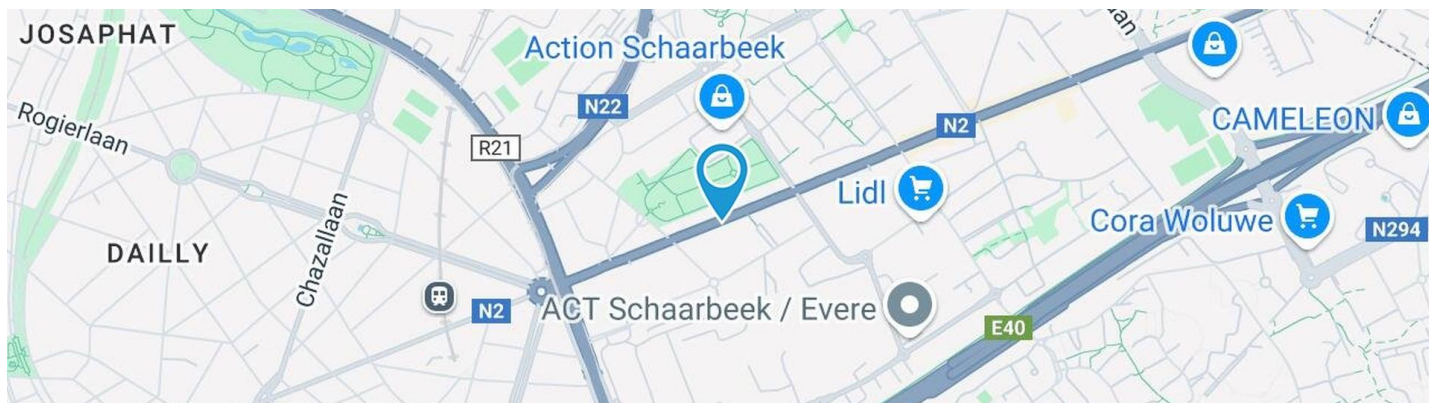 JOSAPHAT
Action Schaarbeek
aan
N22
N2
CAMELEON
Rogierlaan
R21
Lidl
Cora Woluwe
Chazallaan
N294
DAILLY
N2
ACT Schaarbeek / Evere
E40